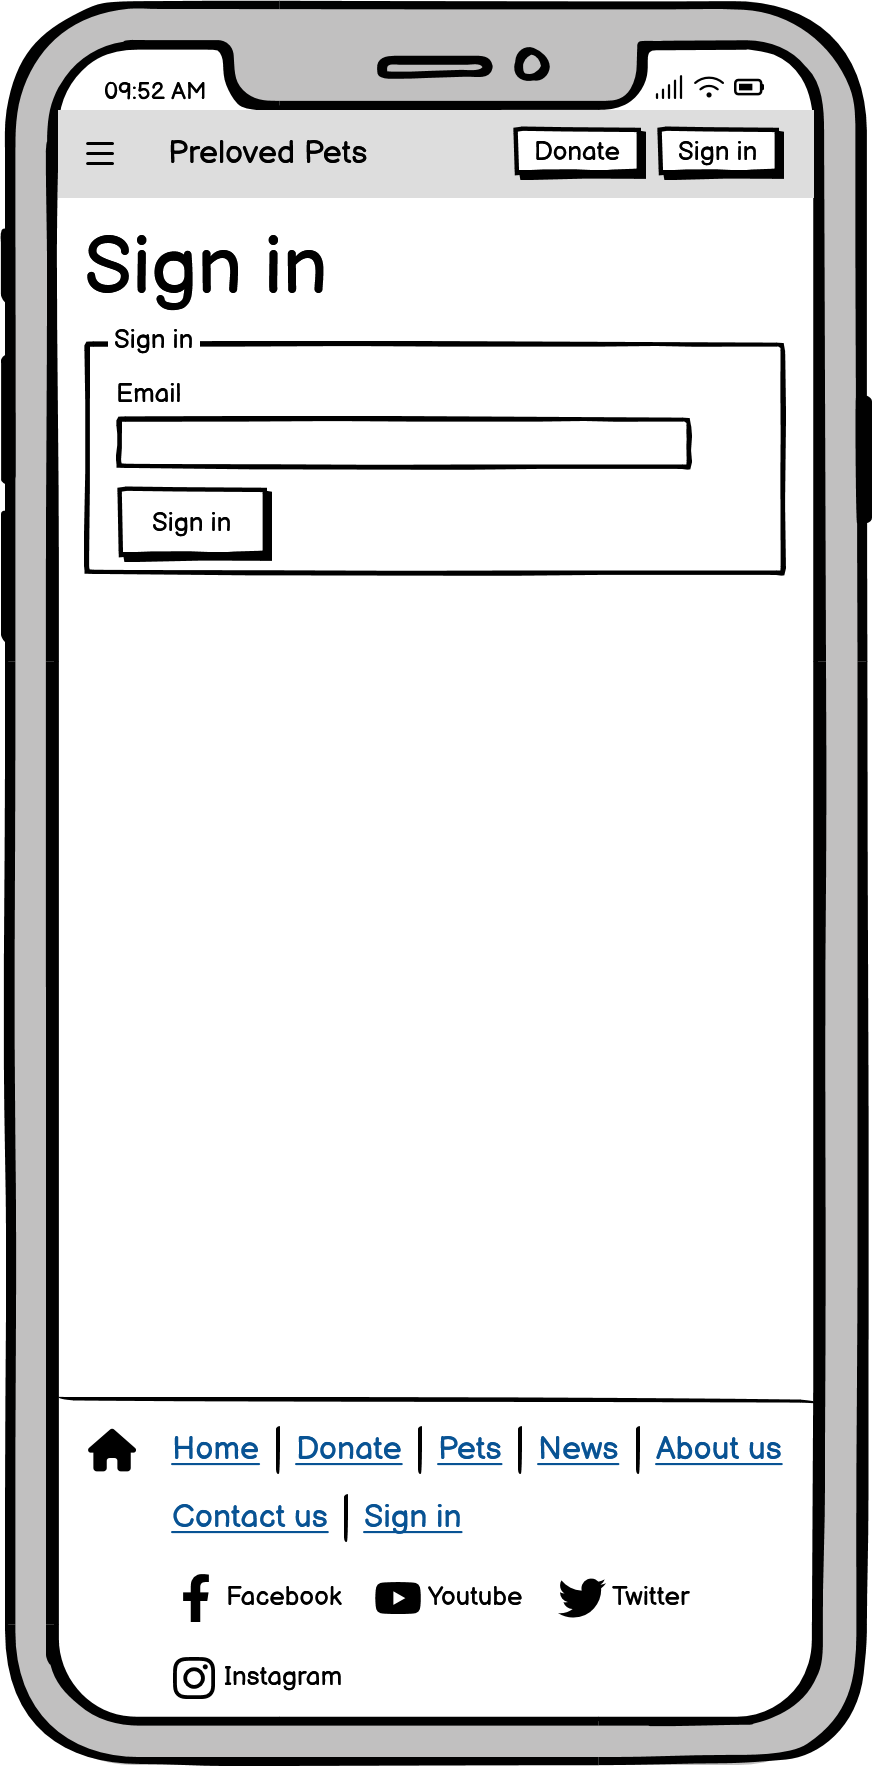 09:52 AM
Preloved Pets Donate Sign in
Sign in
Sign in
Email
Sign in
Home Donate Pets News About us
Contact us Sign in
Facebook Youtube Twitter
Instagram